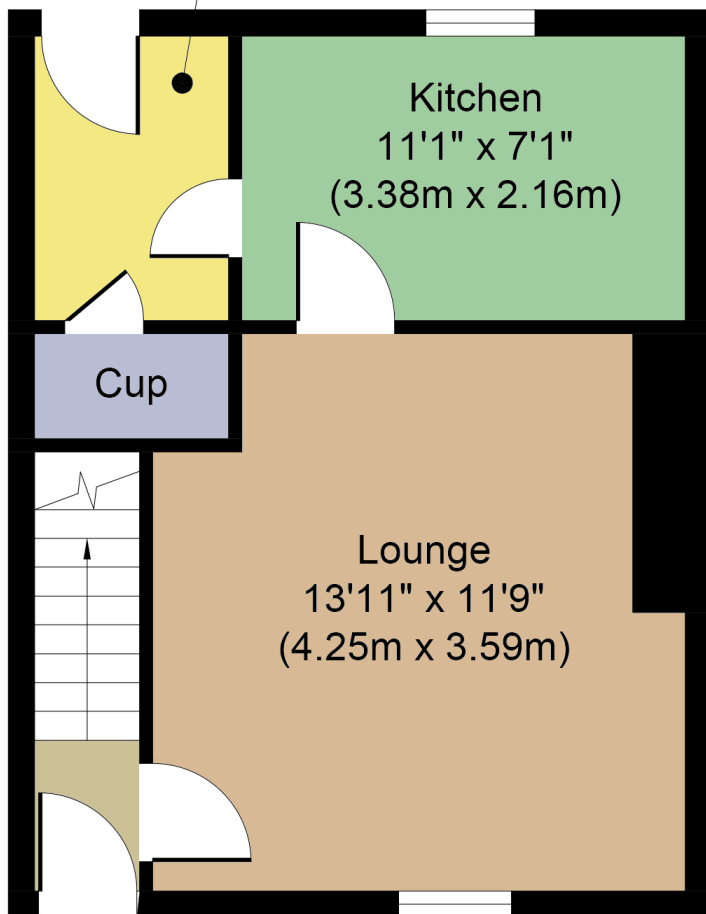 Kitchen
11'1" x 7'1"
(3.38m x 2.16m)
Cup
Lounge
13'11" x 11'9"
(4.25m x 3.59m)